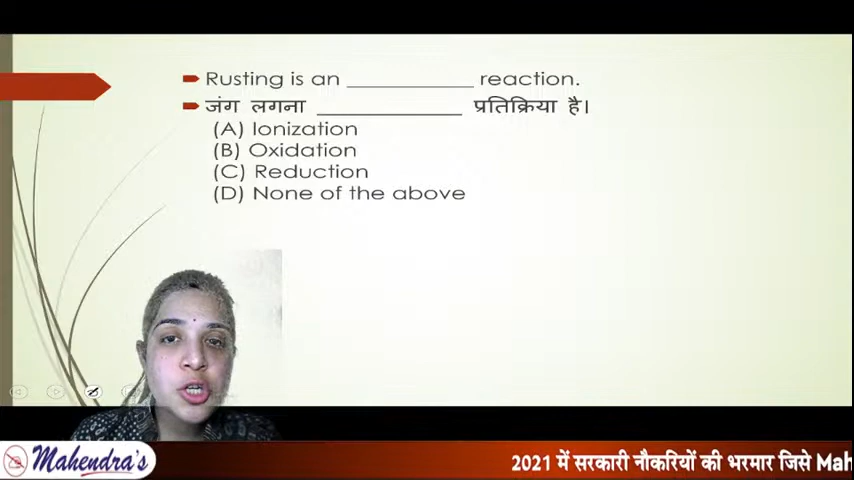 Rusting is an ____________ reaction.
जंग लगना ______________ प्रतिक्रिया है।
(A) Ionization
(B) Oxidation
(C) Reduction
(D) None of the above
Mahendra's
2021 में सरकारी नौकरियों की भरमार जिसे Mah